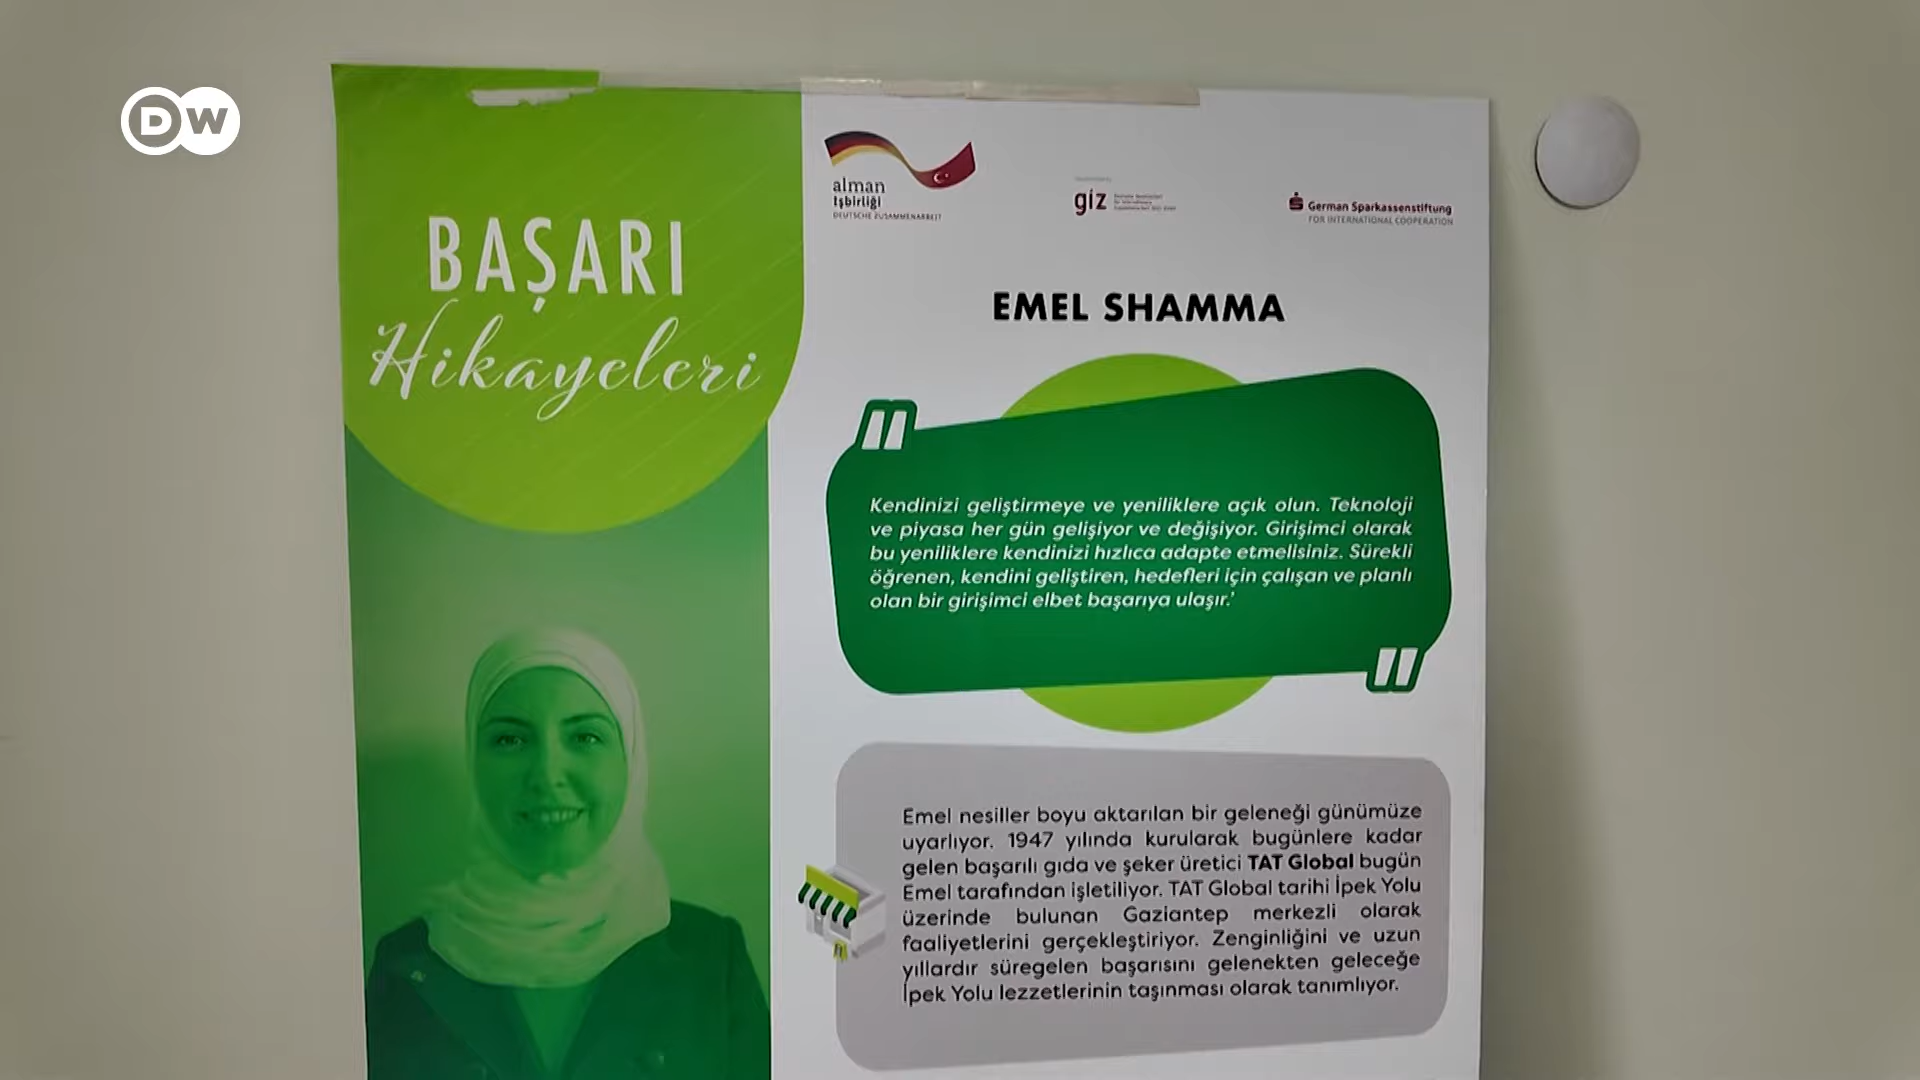 DW
BAŞARI
Hikayeleri
alman
işbirliği
DEUTSCHE ZUSAMMENARBEIT
giz
German Sparkassenstiftung
FOR INTERNATIONAL COOPERATION
EMEL SHAMMA
Kendinizi geliştirmeye ve yeniliklere açık olun. Teknoloji
ve piyasa her gün gelişiyor ve değişiyor. Girişimci olarak
bu yeniliklere kendinizi hızlıca adapte etmelisiniz. Sürekli
öğrenen, kendini geliştiren, hedefleri için çalışan ve planlı
olan bir girişimci elbet başarıya ulaşır.'
Emel nesiller boyu aktarılan bir geleneği günümüze
uyarlıyor. 1947 yılında kurularak bugünlere kadar
gelen başarılı gıda ve şeker üretici TAT Global bugün
Emel tarafından işletiliyor. TAT Global tarihi İpek Yolu
üzerinde bulunan Gaziantep merkezli olarak
faaliyetlerini gerçekleştiriyor. Zenginliğini ve uzun
yıllardır süregelen başarısını gelenekten geleceğe
İpek Yolu lezzetlerinin taşınması olarak tanımlıyor.